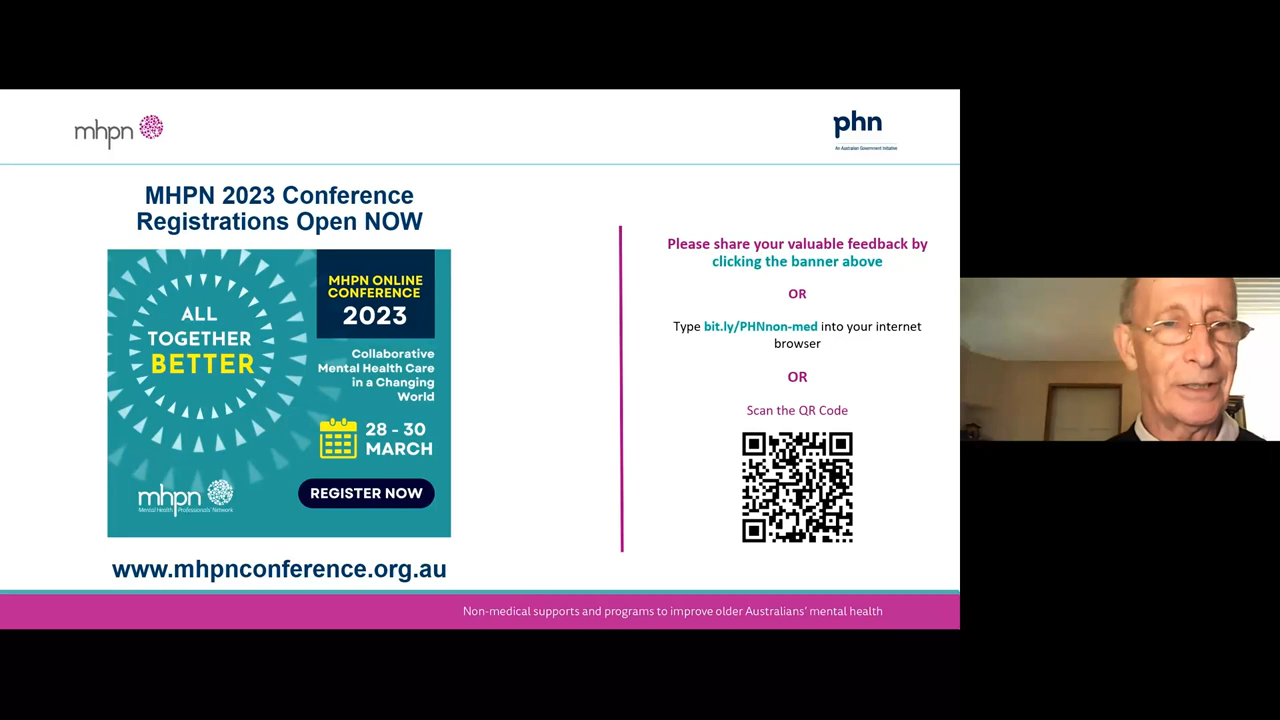 mhpn
phn
An Australian Government Initiative
MHPN 2023 Conference
Registrations Open NOW
ALL
TOGETHER
BETTER
MHPN ONLINE
CONFERENCE
2023
Collaborative
Mental Health Care
in a Changing
World
28 - 30
MARCH
mhpn
Mental Health Professionals' Network
REGISTER NOW
www.mhpnconference.org.au
Please share your valuable feedback by
clicking the banner above
OR
Type bit.ly/PHNnon-med into your internet
browser
OR
Scan the QR Code
Non-medical supports and programs to improve older Australians' mental health